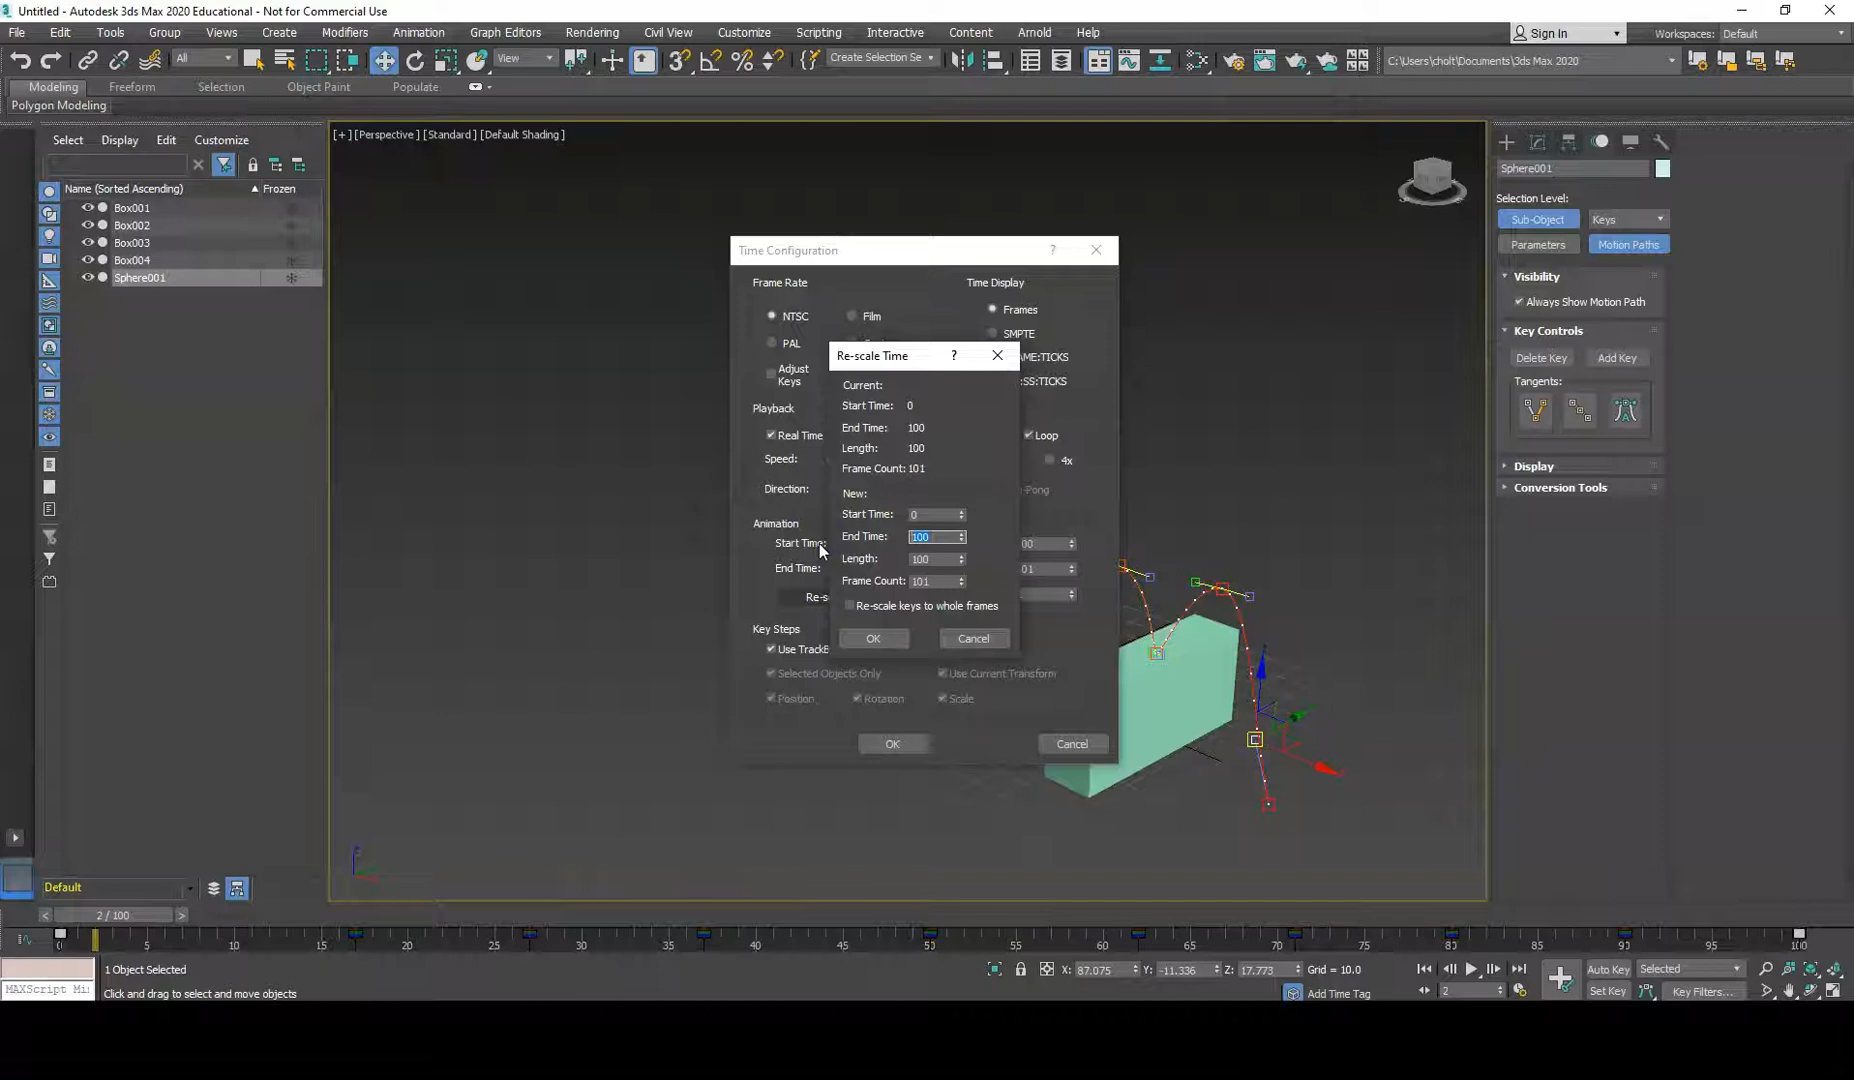 Untitled - Autodesk 3ds Max 2020 Educational - Not for Commercial Use
File Edit Tools Group Views Create Modifiers Animation Graph Editors Rendering Civil View Customize Scripting Interactive Content Arnold Help
Sign In
Workspaces: Default
All
View
Create Selection Se
C:\Users\cholt\Documents\3ds Max 2020
Modeling Freeform Selection Object Paint Populate
Polygon Modeling
Select Display Edit Customize
Name (Sorted Ascending) Frozen
Box001
Box002
Box003
Box004
Sphere001
[+] [Perspective] [Standard] [Default Shading]
Time Configuration
Frame Rate
NTSC Film
PAL
Adjust
Keys
Time Display
Frames
SMPTE
AME:TICKS
:SS:TICKS
Playback
Real Time
Loop
Speed:
4x
Direction:
-Pong
Animation
Start Time:
00
End Time:
01
Re-s
Key Steps
Use TrackB
Selected Objects Only Use Current Transform
Position Rotation Scale
OK Cancel
Re-scale Time
Current:
Start Time: 0
End Time: 100
Length: 100
Frame Count: 101
New:
Start Time: 0
End Time: 100
Length: 100
Frame Count: 101
Re-scale keys to whole frames
OK Cancel
Sphere001
Selection Level:
Sub-Object Keys
Parameters Motion Paths
Visibility
Always Show Motion Path
Key Controls
Delete Key Add Key
Tangents:
Display
Conversion Tools
Default
< 2 / 100 >
0 5 10 15 20 25 30 35 40 45 50 55 60 65 70 75 80 85 90 95 100
1 Object Selected
X: 87.075 Y: -11.336 Z: 17.773 Grid = 10.0
Auto Key Selected
MAXScript Mi
Click and drag to select and move objects
Add Time Tag
2
Set Key Key Filters...